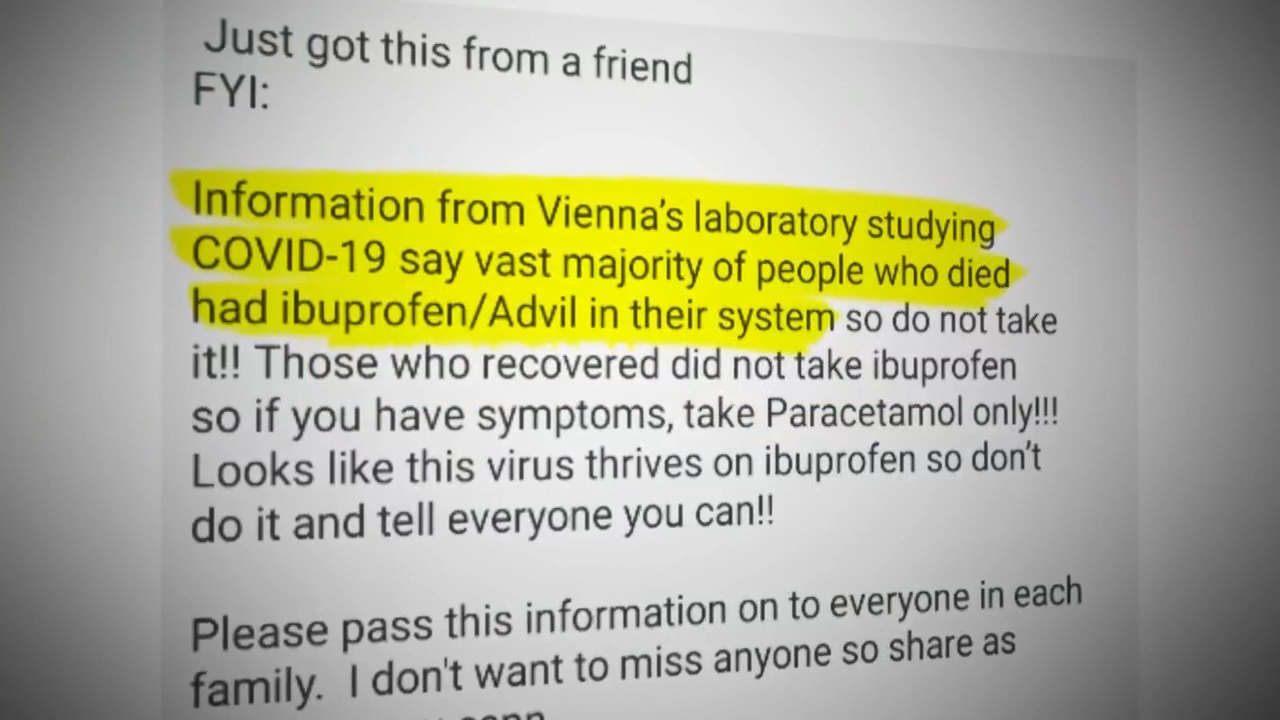 Just got this from a friend
FYI:
Information from Vienna's laboratory studying
COVID-19 say vast majority of people who died
had ibuprofen/Advil in their system so do not take
it!! Those who recovered did not take ibuprofen
so if you have symptoms, take Paracetamol only!!!
Looks like this virus thrives on ibuprofen so don't
do it and tell everyone you can!!
Please pass this information on to everyone in each
family.  I don't want to miss anyone so share as